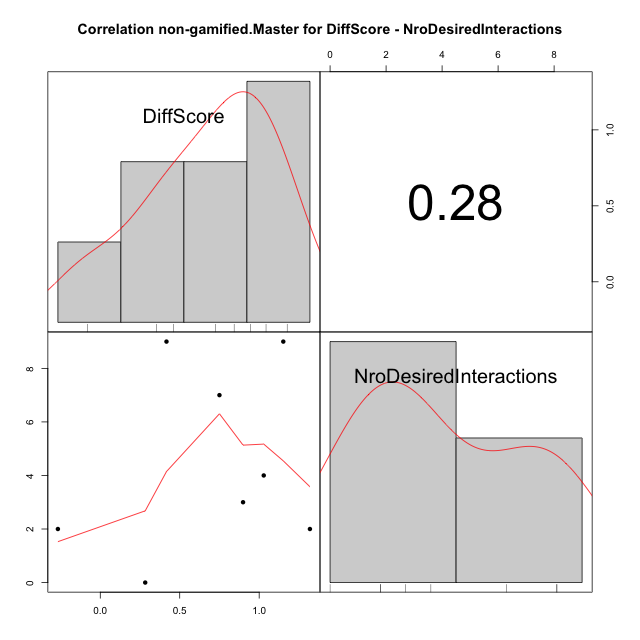 Correlation non-gamified.Master for DiffScore - NroDesiredInteractions
0 2 4 6 8
DiffScore
0.28
1.0
0.5
0.0
NroDesiredInteractions
8
6
4
2
0
0.0 0.5 1.0